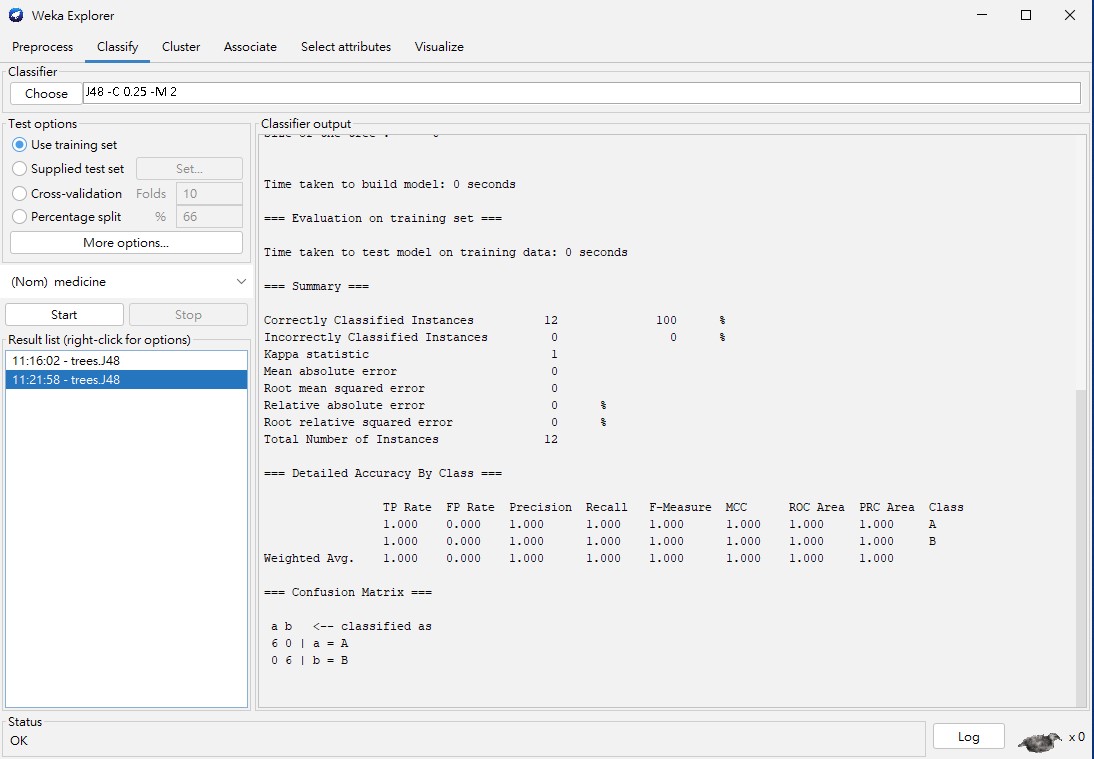 Weka Explorer
Preprocess Classify Cluster Associate Select attributes Visualize
Classifier
Choose J48 -C 0.25 -M 2
Test options
Use training set
Supplied test set Set...
Cross-validation Folds 10
Percentage split % 66
More options...
(Nom) medicine
Start Stop
Result list (right-click for options)
11:16:02 - trees.J48
11:21:58 - trees.J48
Classifier output
Time taken to build model: 0 seconds
=== Evaluation on training set ===
Time taken to test model on training data: 0 seconds
=== Summary ===
Correctly Classified Instances 12 100 %
Incorrectly Classified Instances 0 0 %
Kappa statistic 1
Mean absolute error 0
Root mean squared error 0
Relative absolute error 0 %
Root relative squared error 0 %
Total Number of Instances 12
=== Detailed Accuracy By Class ===
TP Rate FP Rate Precision Recall F-Measure MCC ROC Area PRC Area Class
1.000 0.000 1.000 1.000 1.000 1.000 1.000 1.000 A
1.000 0.000 1.000 1.000 1.000 1.000 1.000 1.000 B
Weighted Avg. 1.000 0.000 1.000 1.000 1.000 1.000 1.000 1.000
=== Confusion Matrix ===
a b <-- classified as
6 0 | a = A
0 6 | b = B
Status
OK
Log x 0